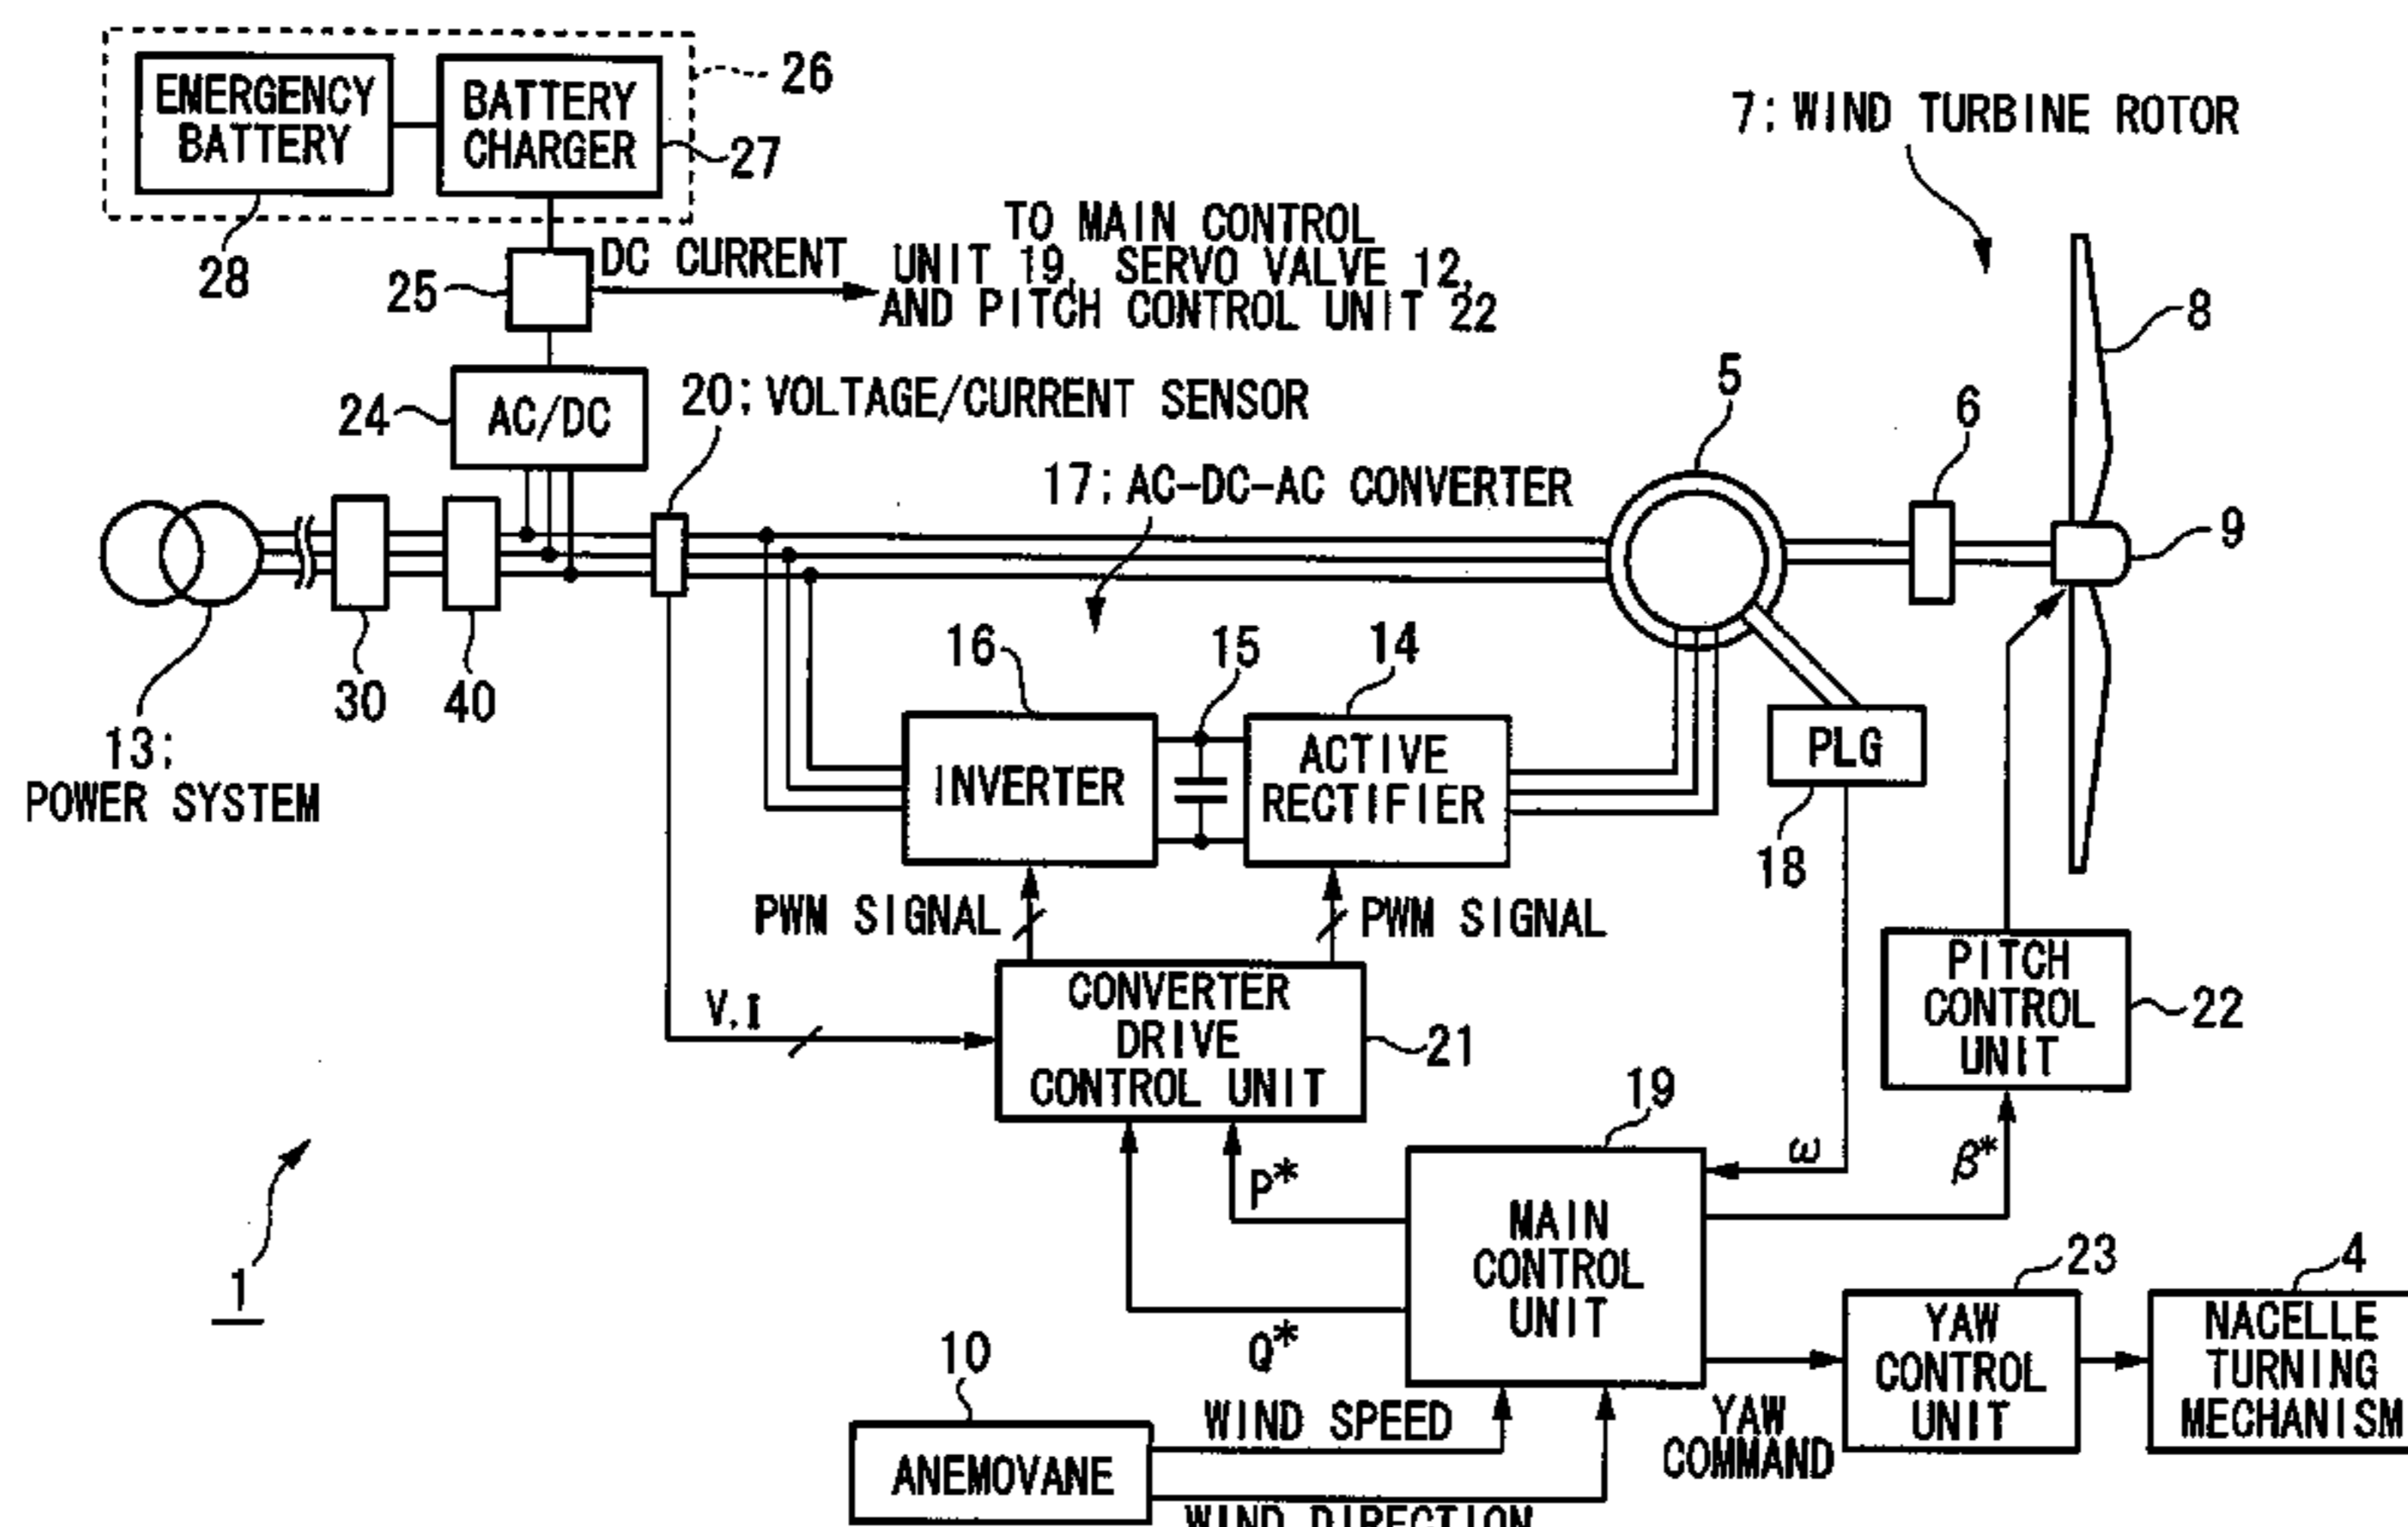 EMERGENCY
BATTERY
BATTERY
CHARGER
26
27
28
7: WIND TURBINE ROTOR
25
DC CURRENT
TO MAIN CONTROL
UNIT 19, SERVO VALVE 12,
AND PITCH CONTROL UNIT 22
8
24
AC/DC
20: VOLTAGE/CURRENT SENSOR
5
6
17: AC-DC-AC CONVERTER
9
30
40
13:
POWER SYSTEM
16
15
14
INVERTER
ACTIVE
RECTIFIER
PLG
18
PWM SIGNAL
PWM SIGNAL
V,I
CONVERTER
DRIVE
CONTROL UNIT
21
PITCH
CONTROL
UNIT
22
19
P*
ω
β*
MAIN
CONTROL
UNIT
Q*
1
10
ANEMOVANE
WIND SPEED
WIND DIRECTION
YAW
COMMAND
23
YAW
CONTROL
UNIT
4
NACELLE
TURNING
MECHANISM